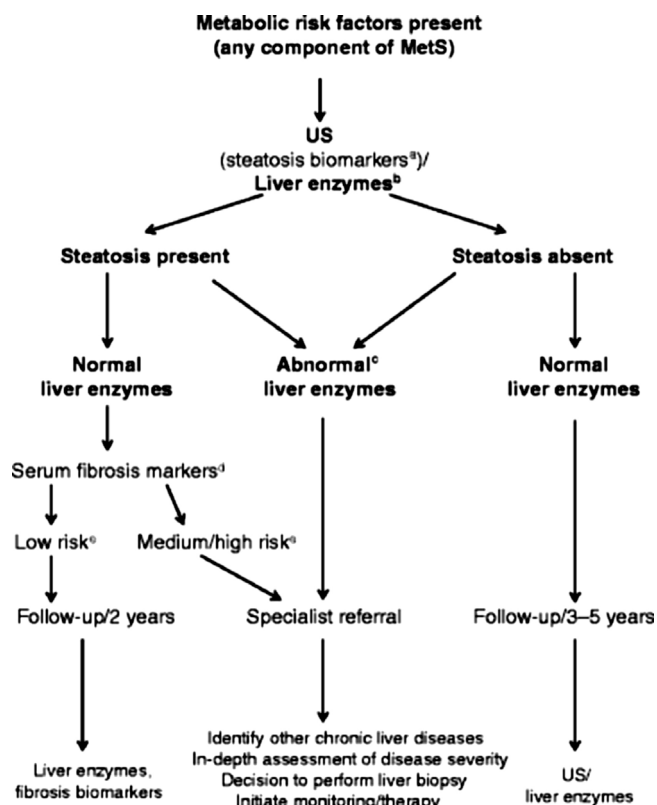 Metabolic risk factors present
(any component of MetS)
US
(steatosis biomarkersᵃ)/
Liver enzymesᵇ
Steatosis present
Steatosis absent
Normal
liver enzymes
Abnormalᶜ
liver enzymes
Normal
liver enzymes
Serum fibrosis markersᵈ
Low riskᵉ
Medium/high riskᵉ
Follow-up/2 years
Specialist referral
Follow-up/3–5 years
Liver enzymes,
fibrosis biomarkers
Identify other chronic liver diseases
In-depth assessment of disease severity
Decision to perform liver biopsy
Initiate monitoring/therapy
US/
liver enzymes